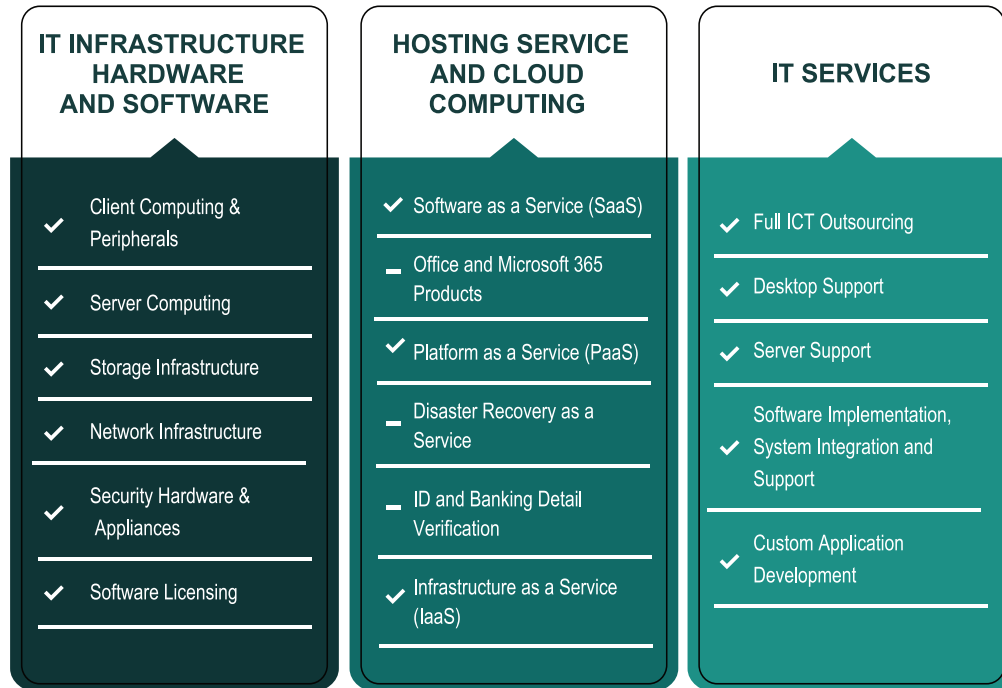 IT INFRASTRUCTURE
HARDWARE
AND SOFTWARE
Client Computing &
Peripherals
Server Computing
Storage Infrastructure
Network Infrastructure
Security Hardware &
Appliances
Software Licensing
HOSTING SERVICE
AND CLOUD
COMPUTING
Software as a Service (SaaS)
Office and Microsoft 365
Products
Platform as a Service (PaaS)
Disaster Recovery as a
Service
ID and Banking Detail
Verification
Infrastructure as a Service
(IaaS)
IT SERVICES
Full ICT Outsourcing
Desktop Support
Server Support
Software Implementation,
System Integration and
Support
Custom Application
Development